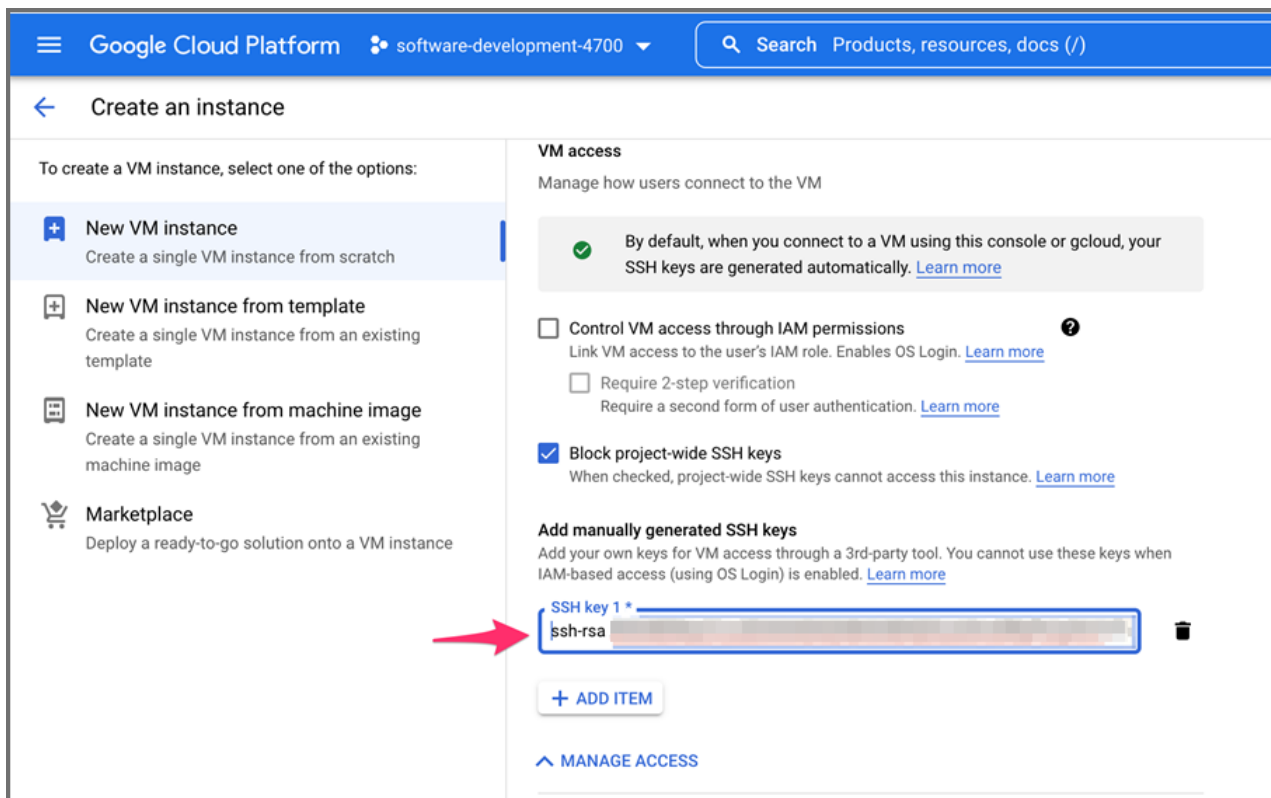 Google Cloud Platform software-development-4700 Search Products, resources, docs (/)
Create an instance
To create a VM instance, select one of the options:
New VM instance
Create a single VM instance from scratch
New VM instance from template
Create a single VM instance from an existing
template
New VM instance from machine image
Create a single VM instance from an existing
machine image
Marketplace
Deploy a ready-to-go solution onto a VM instance
VM access
Manage how users connect to the VM
By default, when you connect to a VM using this console or gcloud, your
SSH keys are generated automatically. Learn more
Control VM access through IAM permissions
Link VM access to the user's IAM role. Enables OS Login. Learn more
Require 2-step verification
Require a second form of user authentication. Learn more
Block project-wide SSH keys
When checked, project-wide SSH keys cannot access this instance. Learn more
Add manually generated SSH keys
Add your own keys for VM access through a 3rd-party tool. You cannot use these keys when
IAM-based access (using OS Login) is enabled. Learn more
SSH key 1 *
ssh-rsa
ADD ITEM
MANAGE ACCESS